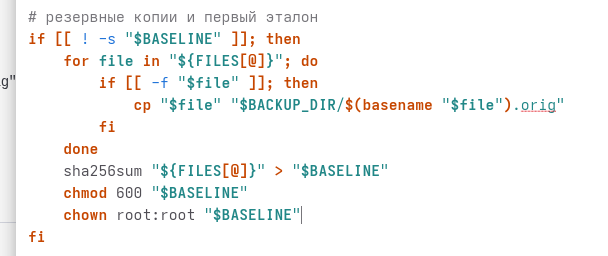 # резервные копии и первый эталон
if [[ ! -s "$BASELINE" ]]; then
    for file in "${FILES[@]}"; do
        if [[ -f "$file" ]]; then
            cp "$file" "$BACKUP_DIR/$(basename "$file").orig"
        fi
    done
    sha256sum "${FILES[@]}" > "$BASELINE"
    chmod 600 "$BASELINE"
    chown root:root "$BASELINE"
fi